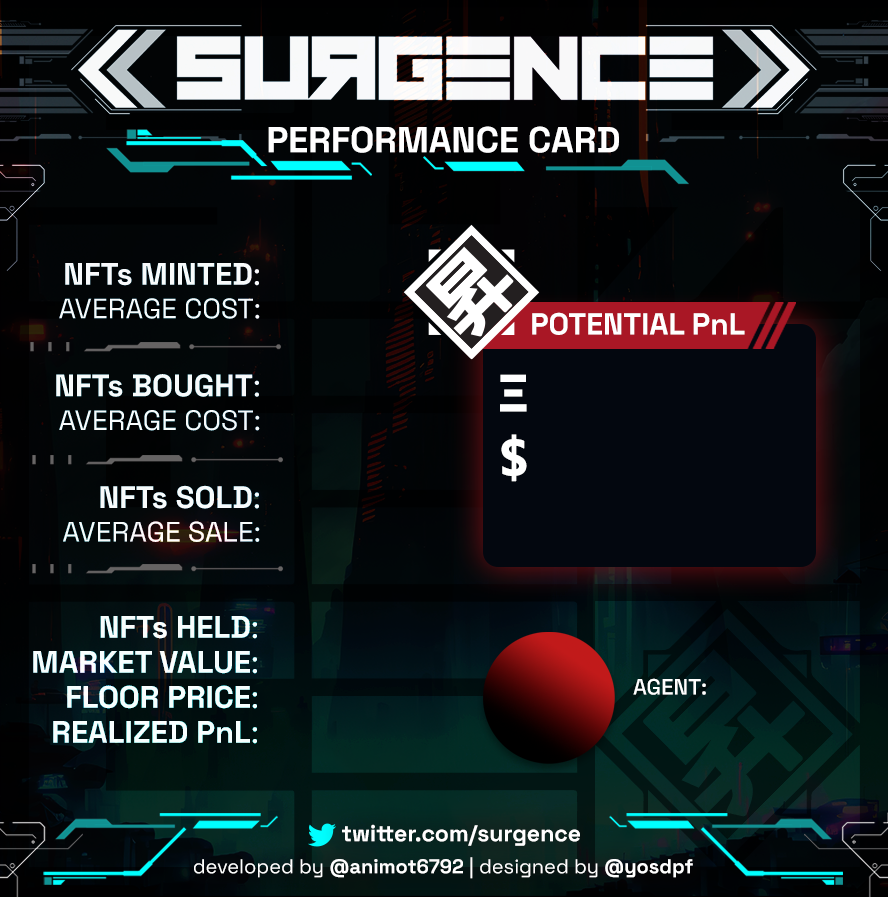 SURGENCE
PERFORMANCE CARD
NFTs MINTED:
AVERAGE COST:
NFTs BOUGHT:
AVERAGE COST:
NFTs SOLD:
AVERAGE SALE:
NFTs HELD:
MARKET VALUE:
FLOOR PRICE:
REALIZED PnL:
POTENTIAL PnL
Ξ
$
AGENT:
twitter.com/surgence
developed by @animot6792 | designed by @yosdpf